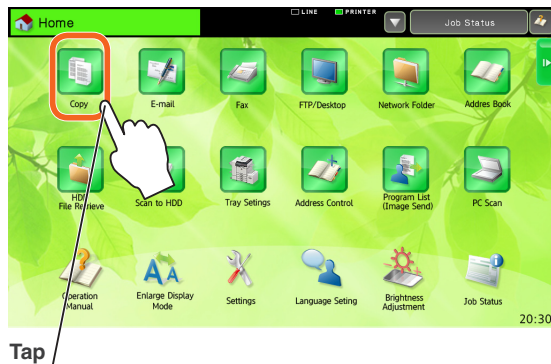 Home
LINE PRINTER
Job Status
Copy
E-mail
Fax
FTP/Desktop
Network Folder
Addres Book
HDD
File Retrieve
Scan to HDD
Tray Setings
Address Control
Program List
(Image Send)
PC Scan
Operation
Manual
Enlarge Display
Mode
Settings
Language Seting
Brightness
Adjustment
Job Status
20:30
Tap